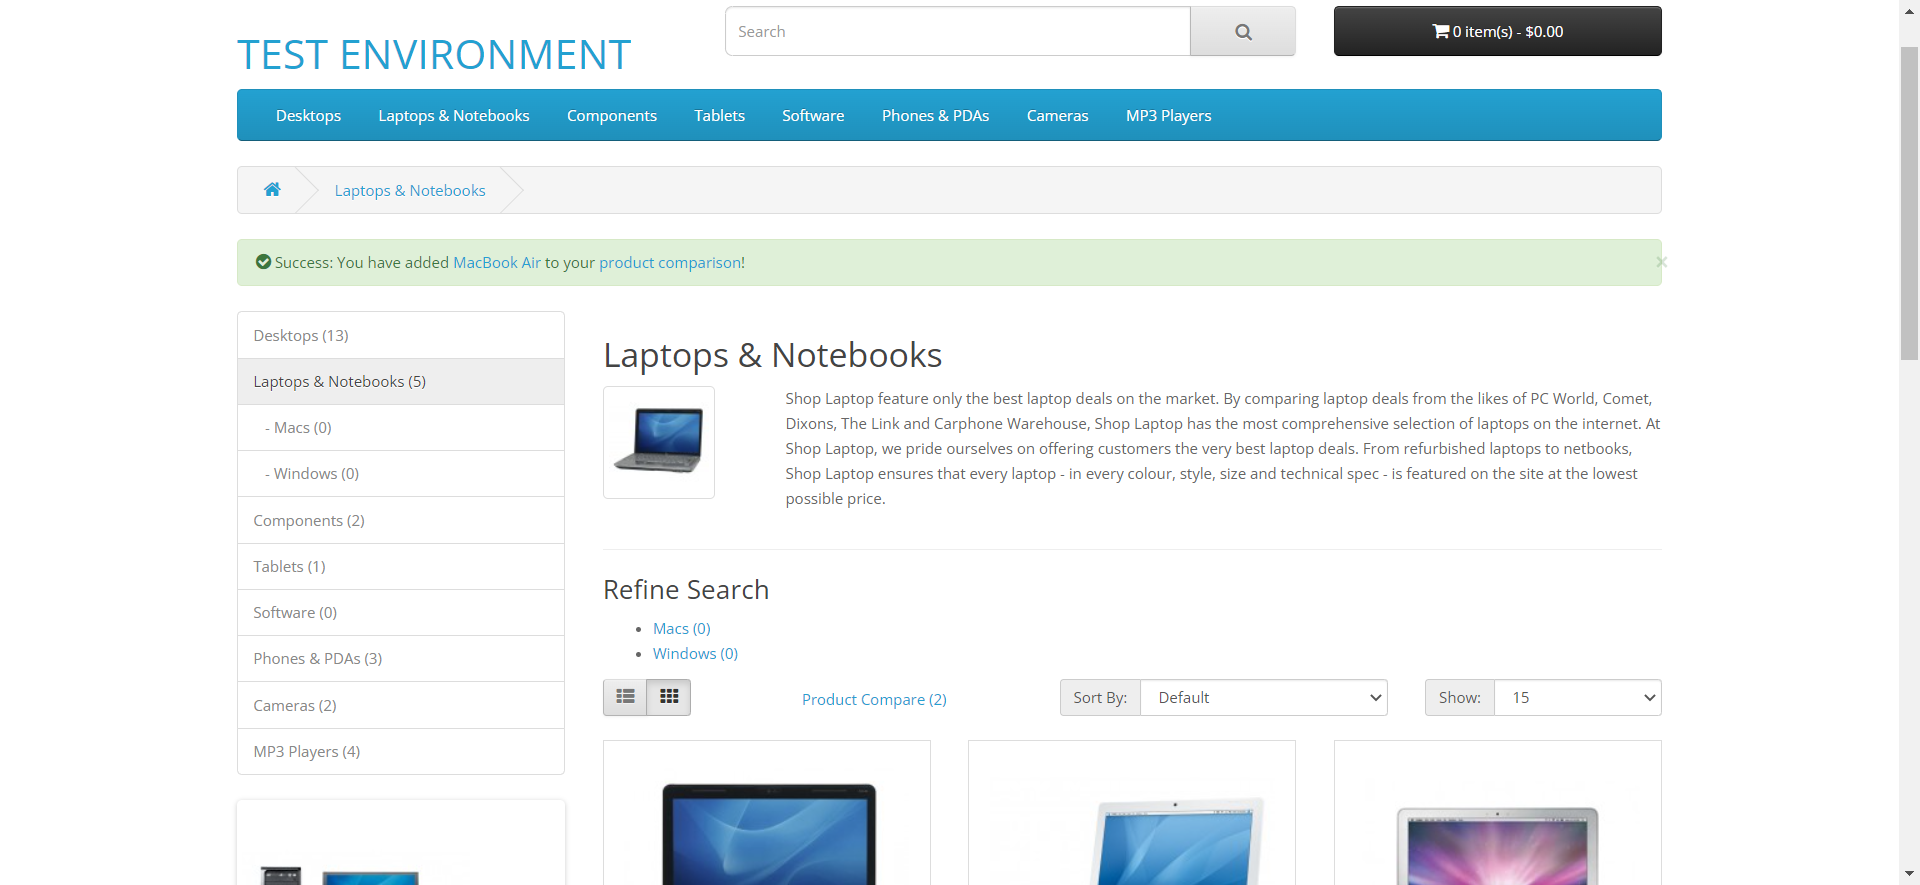 Search
0 item(s) - $0.00
TEST ENVIRONMENT
Desktops Laptops & Notebooks Components Tablets Software Phones & PDAs Cameras MP3 Players
Laptops & Notebooks
Success: You have added MacBook Air to your product comparison!
×
Desktops (13)
Laptops & Notebooks (5)
- Macs (0)
- Windows (0)
Components (2)
Tablets (1)
Software (0)
Phones & PDAs (3)
Cameras (2)
MP3 Players (4)
Laptops & Notebooks
Shop Laptop feature only the best laptop deals on the market. By comparing laptop deals from the likes of PC World, Comet,
Dixons, The Link and Carphone Warehouse, Shop Laptop has the most comprehensive selection of laptops on the internet. At
Shop Laptop, we pride ourselves on offering customers the very best laptop deals. From refurbished laptops to netbooks,
Shop Laptop ensures that every laptop - in every colour, style, size and technical spec - is featured on the site at the lowest
possible price.
Refine Search
• Macs (0)
• Windows (0)
Product Compare (2)
Sort By: Default
Show: 15